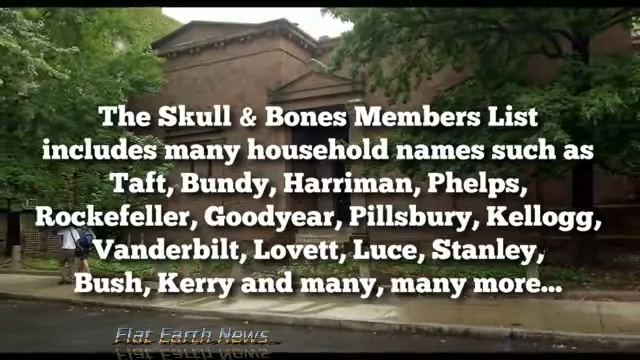 The Skull & Bones Members List
includes many household names such as
Taft, Bundy, Harriman, Phelps,
Rockefeller, Goodyear, Pillsbury, Kellogg,
Vanderbilt, Lovett, Luce, Stanley,
Bush, Kerry and many, many more...
Flat Earth News